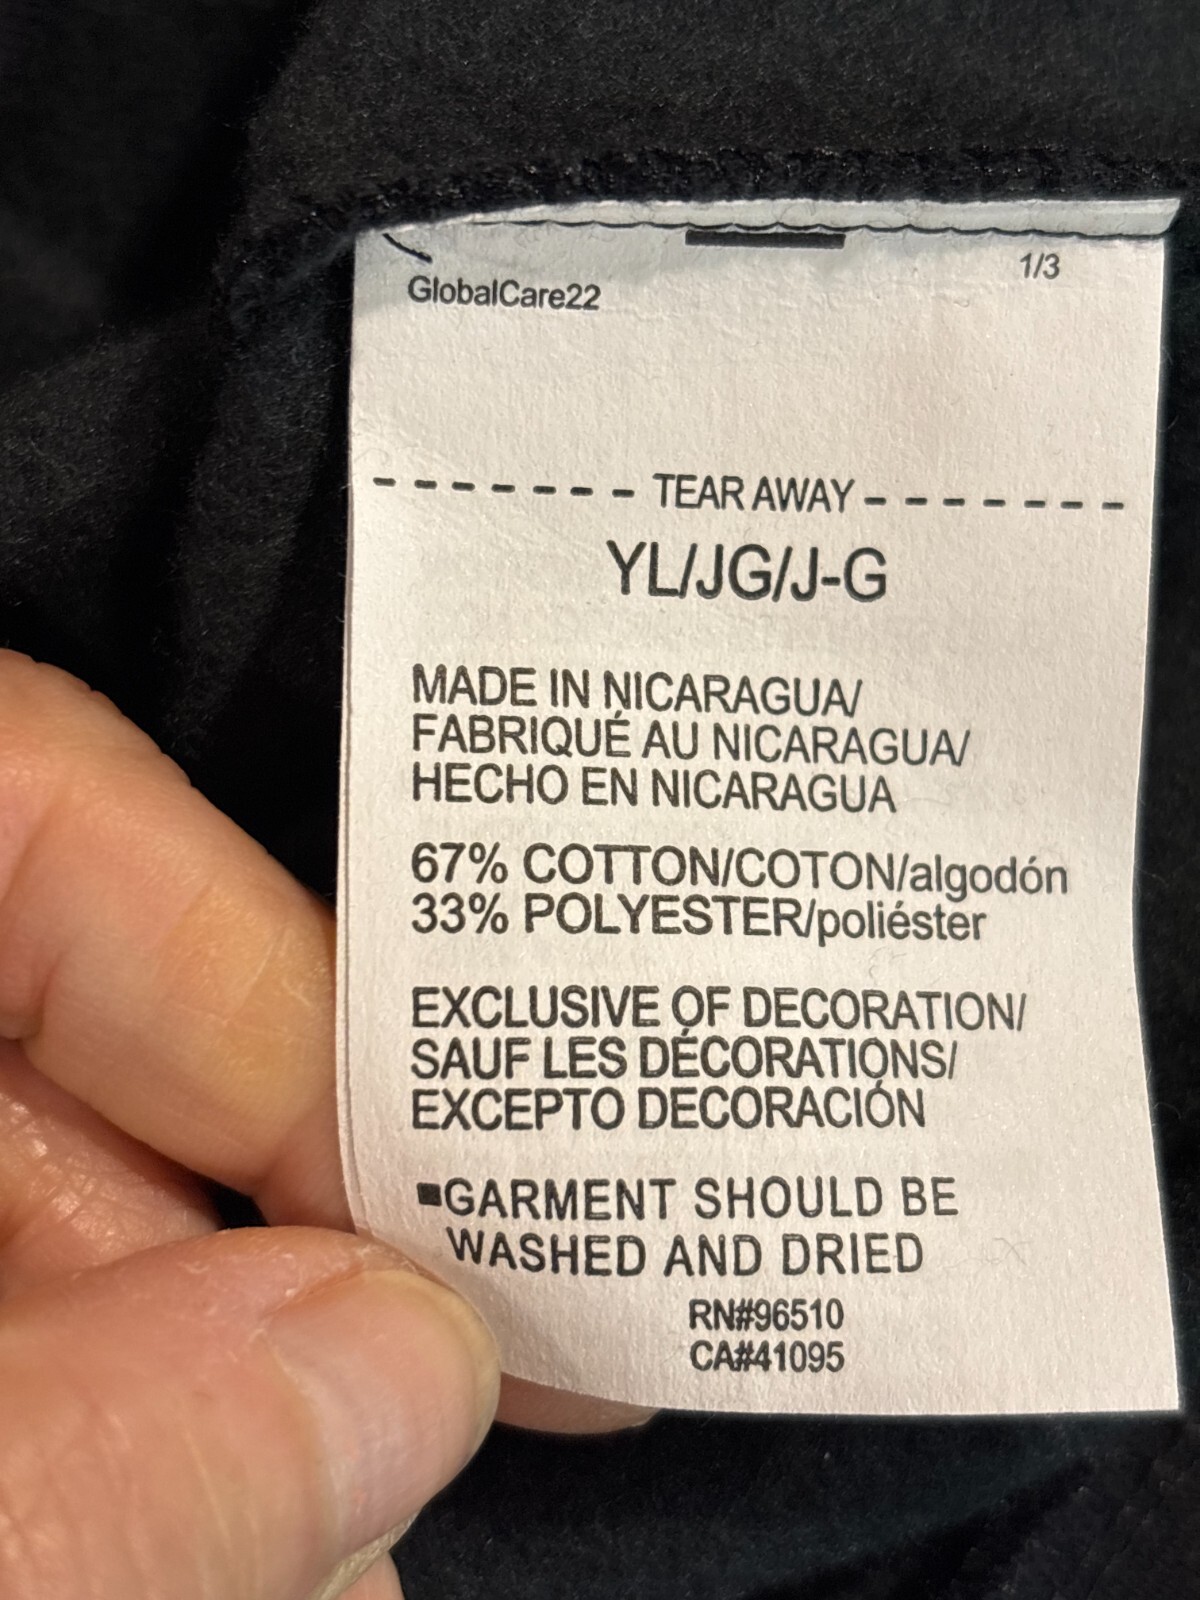 GlobalCare22
1/3
- - - - - - - TEAR AWAY - - - - - - -
YL/JG/J-G
MADE IN NICARAGUA/
FABRIQUÉ AU NICARAGUA/
HECHO EN NICARAGUA
67% COTTON/COTON/algodón
33% POLYESTER/poliéster
EXCLUSIVE OF DECORATION/
SAUF LES DÉCORATIONS/
EXCEPTO DECORACIÓN
▪GARMENT SHOULD BE
WASHED AND DRIED
RN#96510
CA#41095